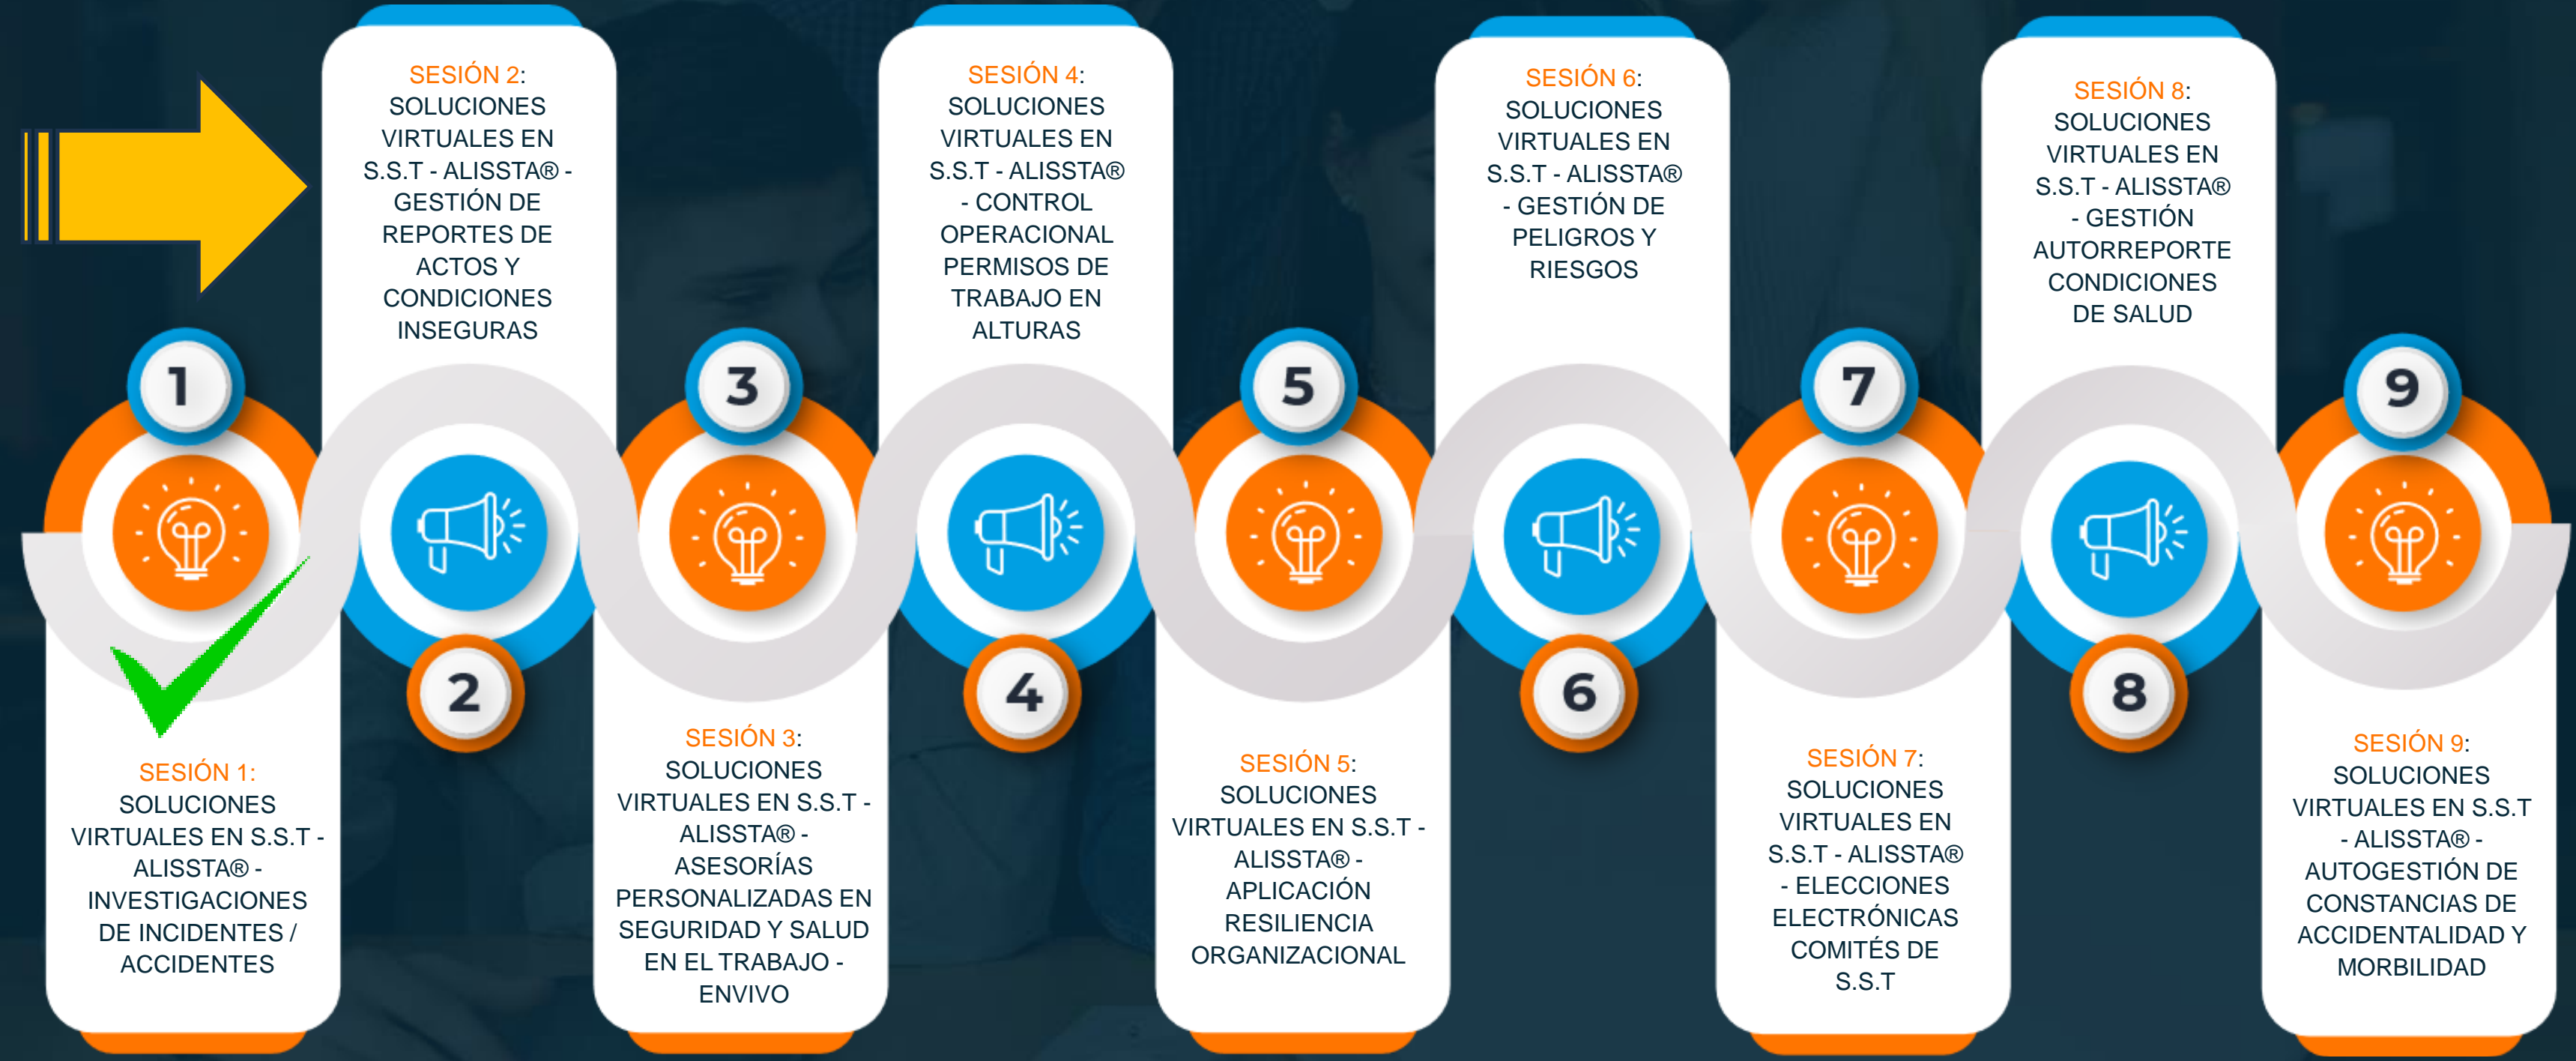 SESIÓN 1:
SOLUCIONES
VIRTUALES EN S.S.T -
ALISSTA® -
INVESTIGACIONES
DE INCIDENTES /
ACCIDENTES
1
SESIÓN 2:
SOLUCIONES
VIRTUALES EN
S.S.T - ALISSTA® -
GESTIÓN DE
REPORTES DE
ACTOS Y
CONDICIONES
INSEGURAS
2
3
SESIÓN 3:
SOLUCIONES
VIRTUALES EN S.S.T -
ALISSTA® -
ASESORÍAS
PERSONALIZADAS EN
SEGURIDAD Y SALUD
EN EL TRABAJO -
ENVIVO
SESIÓN 4:
SOLUCIONES
VIRTUALES EN
S.S.T - ALISSTA®
- CONTROL
OPERACIONAL
PERMISOS DE
TRABAJO EN
ALTURAS
4
5
SESIÓN 5:
SOLUCIONES
VIRTUALES EN S.S.T -
ALISSTA® -
APLICACIÓN
RESILIENCIA
ORGANIZACIONAL
SESIÓN 6:
SOLUCIONES
VIRTUALES EN
S.S.T - ALISSTA®
- GESTIÓN DE
PELIGROS Y
RIESGOS
6
7
SESIÓN 7:
SOLUCIONES
VIRTUALES EN
S.S.T - ALISSTA®
- ELECCIONES
ELECTRÓNICAS
COMITÉS DE
S.S.T
SESIÓN 8:
SOLUCIONES
VIRTUALES EN
S.S.T - ALISSTA®
- GESTIÓN
AUTORREPORTE
CONDICIONES
DE SALUD
8
9
SESIÓN 9:
SOLUCIONES
VIRTUALES EN S.S.T
- ALISSTA® -
AUTOGESTIÓN DE
CONSTANCIAS DE
ACCIDENTALIDAD Y
MORBILIDAD